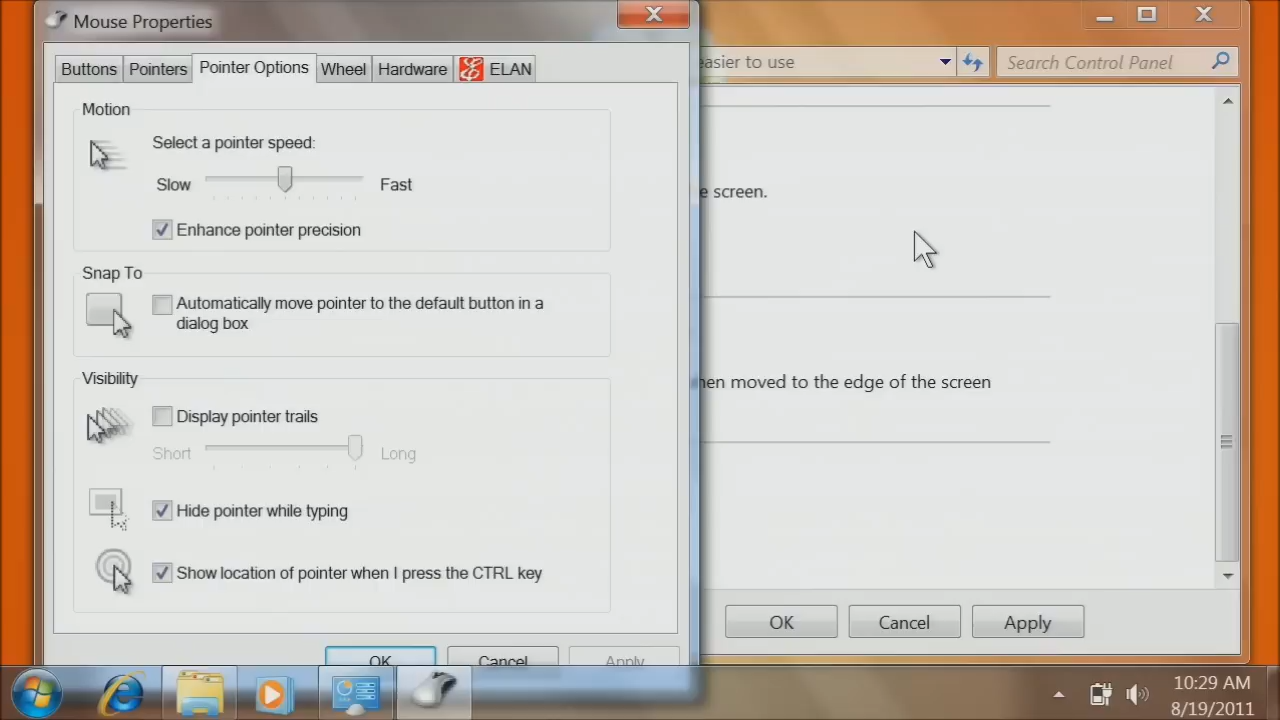 Mouse Properties
Buttons
Pointers
Pointer Options
Wheel
Hardware
ELAN
Motion
Select a pointer speed:
Slow
Fast
Enhance pointer precision
Snap To
Automatically move pointer to the default button in a
dialog box
Visibility
Display pointer trails
Short
Long
Hide pointer while typing
Show location of pointer when I press the CTRL key
OK
Cancel
Apply
easier to use
Search Control Panel
screen.
moved to the edge of the screen
OK
Cancel
Apply
10:29 AM
8/19/2011